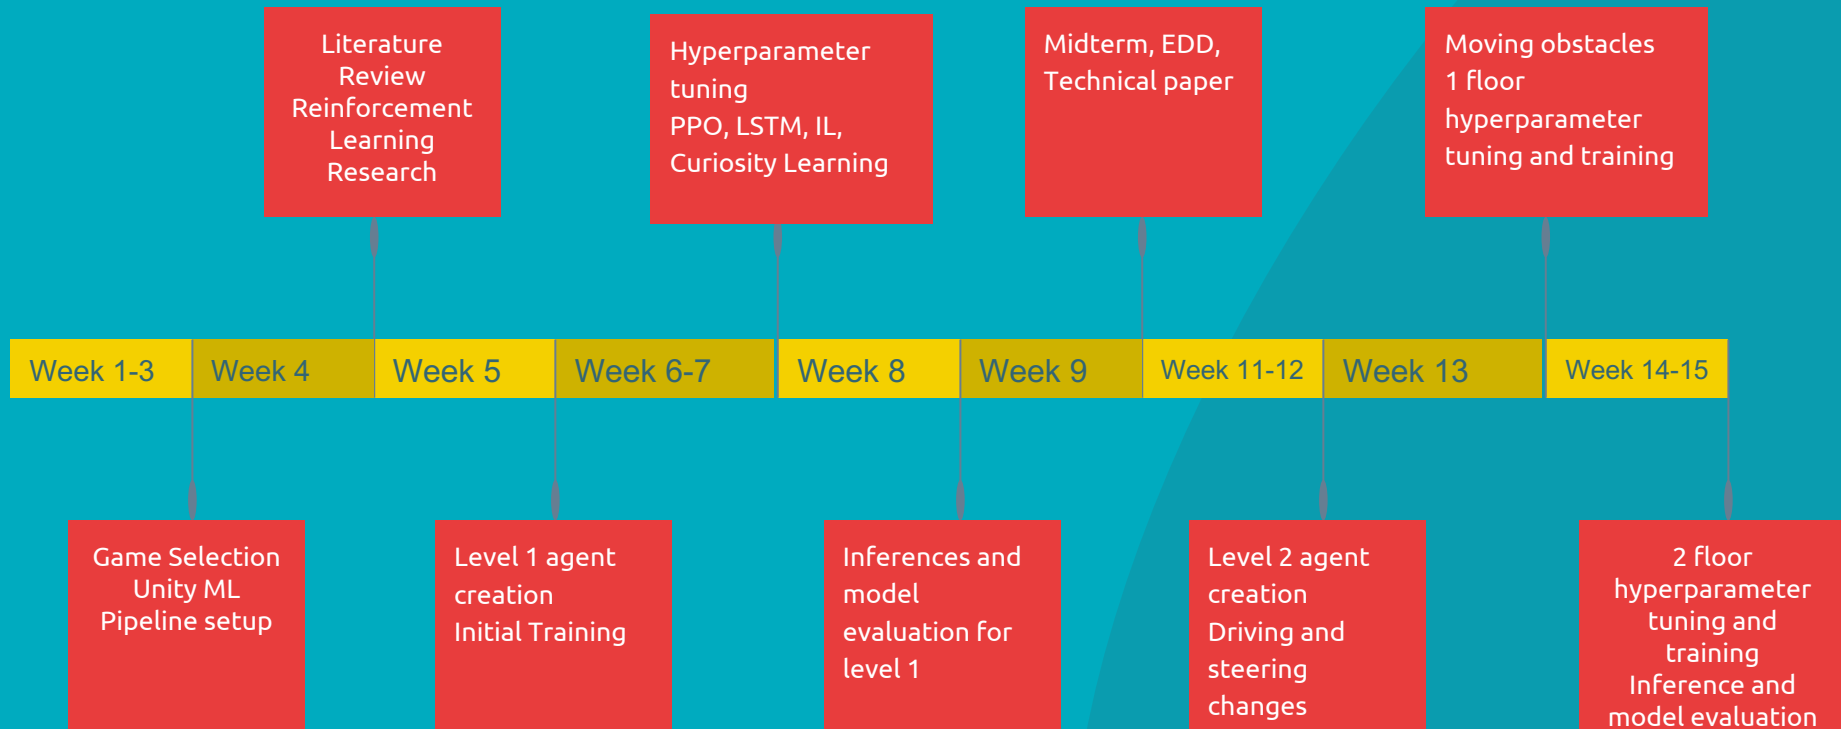 Literature
Review
Reinforcement
Learning
Research
Hyperparameter
tuning
PPO, LSTM, IL,
Curiosity Learning
Midterm, EDD,
Technical paper
Moving obstacles
1 floor
hyperparameter
tuning and training
Week 1-3
Week 4
Week 5
Week 6-7
Week 8
Week 9
Week 11-12
Week 13
Week 14-15
Game Selection
Unity ML
Pipeline setup
Level 1 agent
creation
Initial Training
Inferences and
model
evaluation for
level 1
Level 2 agent
creation
Driving and
steering
changes
2 floor
hyperparameter
tuning and
training
Inference and
model evaluation